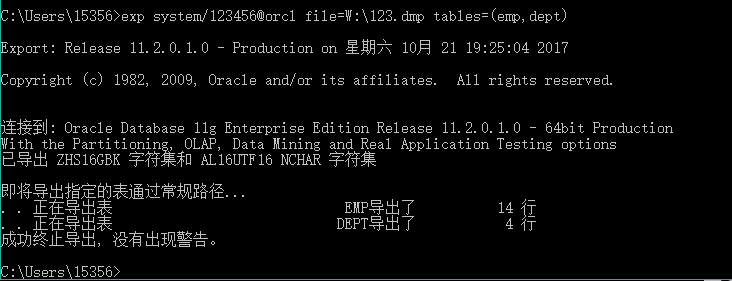 C:\Users\15356>exp system/123456@orcl file=W:\123.dmp tables=(emp,dept)
Export: Release 11.2.0.1.0 - Production on 星期六 10月 21 19:25:04 2017
Copyright (c) 1982, 2009, Oracle and/or its affiliates.  All rights reserved.
连接到: Oracle Database 11g Enterprise Edition Release 11.2.0.1.0 - 64bit Production
With the Partitioning, OLAP, Data Mining and Real Application Testing options
已导出 ZHS16GBK 字符集和 AL16UTF16 NCHAR 字符集
即将导出指定的表通过常规路径...
. . 正在导出表                             EMP导出了          14 行
. . 正在导出表                            DEPT导出了           4 行
成功终止导出, 没有出现警告。
C:\Users\15356>